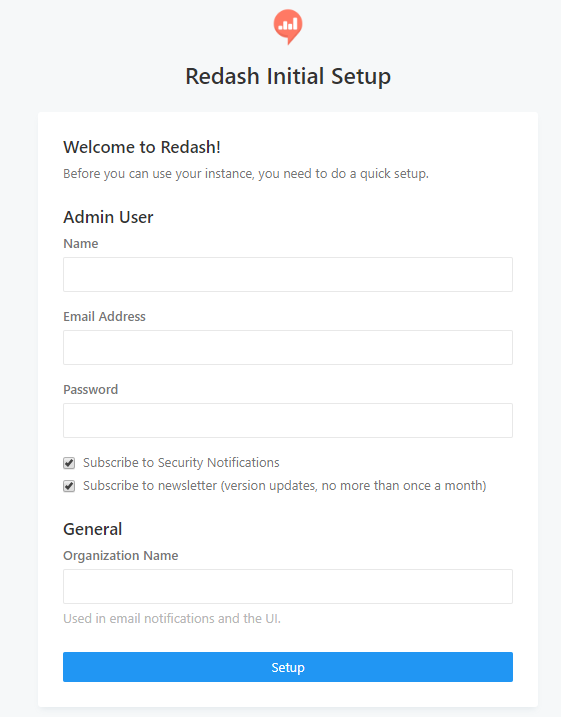 Redash Initial Setup
Welcome to Redash!
Before you can use your instance, you need to do a quick setup.
Admin User
Name
Email Address
Password
Subscribe to Security Notifications
Subscribe to newsletter (version updates, no more than once a month)
General
Organization Name
Used in email notifications and the UI.
Setup